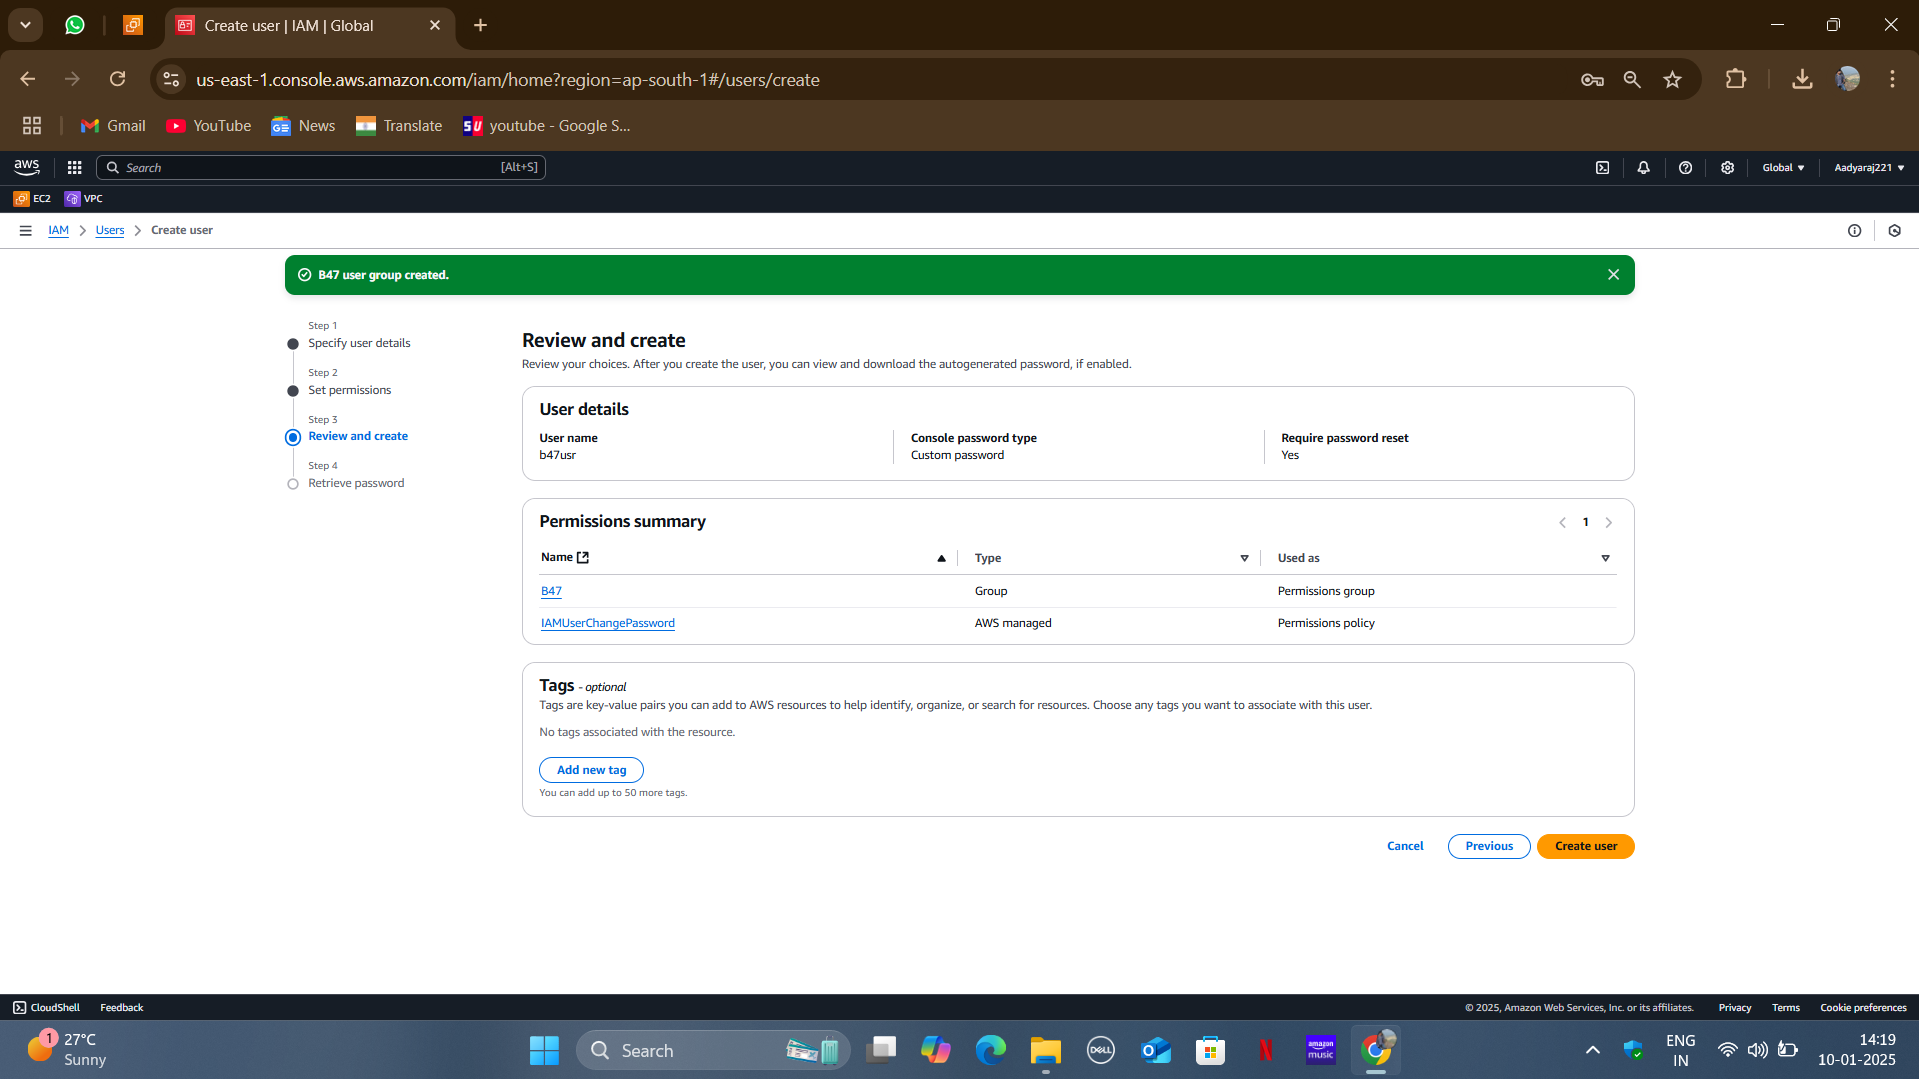 Create user | IAM | Global
us-east-1.console.aws.amazon.com/iam/home?region=ap-south-1#/users/create
Gmail
YouTube
GE
News
Translate
SU
youtube - Google S...
aws
Search
[Alt+S]
Global
Aadyaraj221
EC2
VPC
IAM
Users
Create user
B47 user group created.
Step 1
Specify user details
Step 2
Set permissions
Step 3
Review and create
Step 4
Retrieve password
Review and create
Review your choices. After you create the user, you can view and download the autogenerated password, if enabled.
User details
User name
b47usr
Console password type
Custom password
Require password reset
Yes
Permissions summary
1
Name
Type
Used as
B47
Group
Permissions group
IAMUserChangePassword
AWS managed
Permissions policy
Tags - optional
Tags are key-value pairs you can add to AWS resources to help identify, organize, or search for resources. Choose any tags you want to associate with this user.
No tags associated with the resource.
Add new tag
You can add up to 50 more tags.
Cancel
Previous
Create user
CloudShell
Feedback
© 2025, Amazon Web Services, Inc. or its affiliates.
Privacy
Terms
Cookie preferences
1
27°C
Sunny
Search
DELL
N
amazon
music
ENG
IN
14:19
10-01-2025